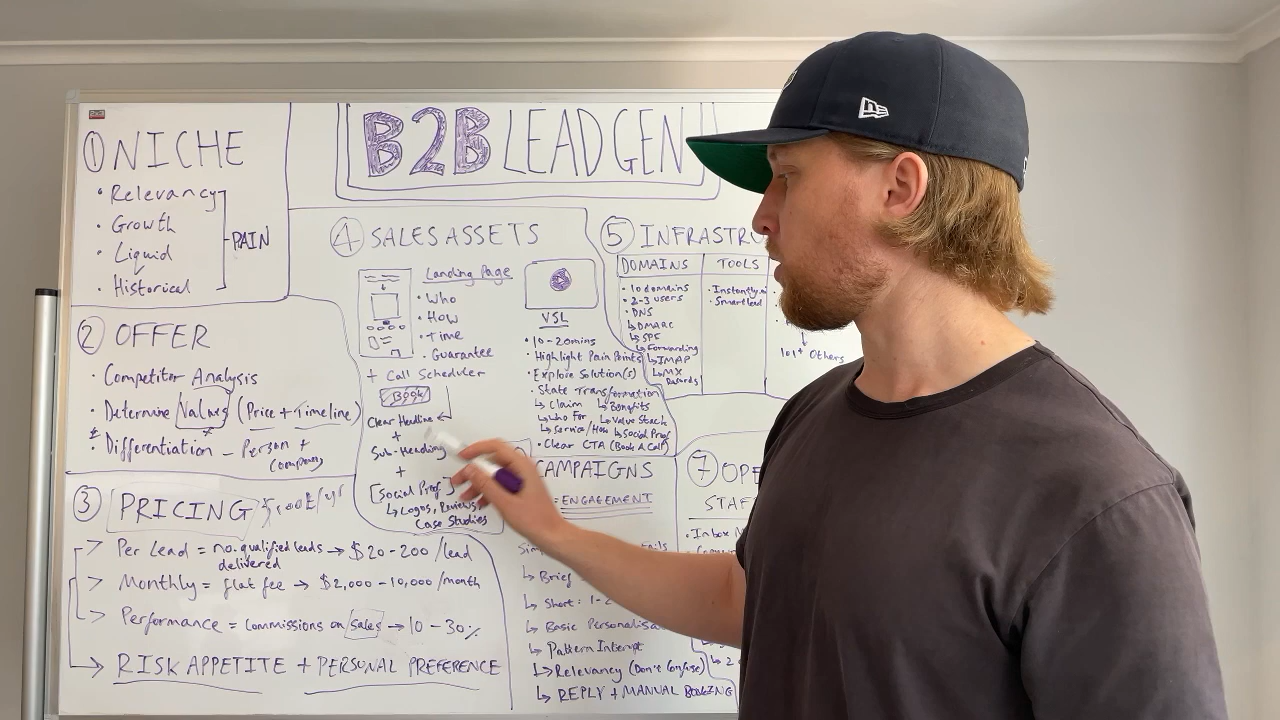 B2B LEAD GEN
① NICHE
• Relevancy
• Growth
• Liquid
• Historical
PAIN
② OFFER
• Competitor Analysis
• Determine Values (Price + Timeline)
* Differentiation - Person +
Company
③ PRICING
> Per Lead = no. qualified leads → $20-200/lead
delivered
> Monthly = flat fee → $2,000-10,000/month
> Performance = Commissions on sales → 10-30%
→ RISK APPETITE + PERSONAL PREFERENCE
④ SALES ASSETS
Landing Page
• Who
• How
• Time
• Guarantee
+ Call Scheduler
Book
Clear Headline
+
Sub-Heading
+
[Social Proof]
↳ Logos, Reviews
Case Studies
VSL
• 10-20mins
• Highlight Pain Points
• Explore Solution(s)
• State Transformation
↳ Claim ↳ Benefits
↳ Who For ↳ Value Stack
↳ Service/How ↳ Social Proof
• Clear CTA (Book A Call)
⑤ INFRASTRU
DOMAINS
• 10 domains
• 2-3 users
• DNS
↳ DMARC
↳ SPF
↳ Forwarding
↳ IMAP
↳ MX
Records
TOOLS
• Instantly.a
• Smartlead
101+ Others
CAMPAIGNS
= ENGAGEMENT
↳ Brief
↳ Short: 1-2
↳ Basic Personalisa
↳ Pattern Interupt
↳ Relevancy (Don't Confuse)
↳ REPLY + MANUAL BOOKING
⑦ OPE
STAF
• Inbox